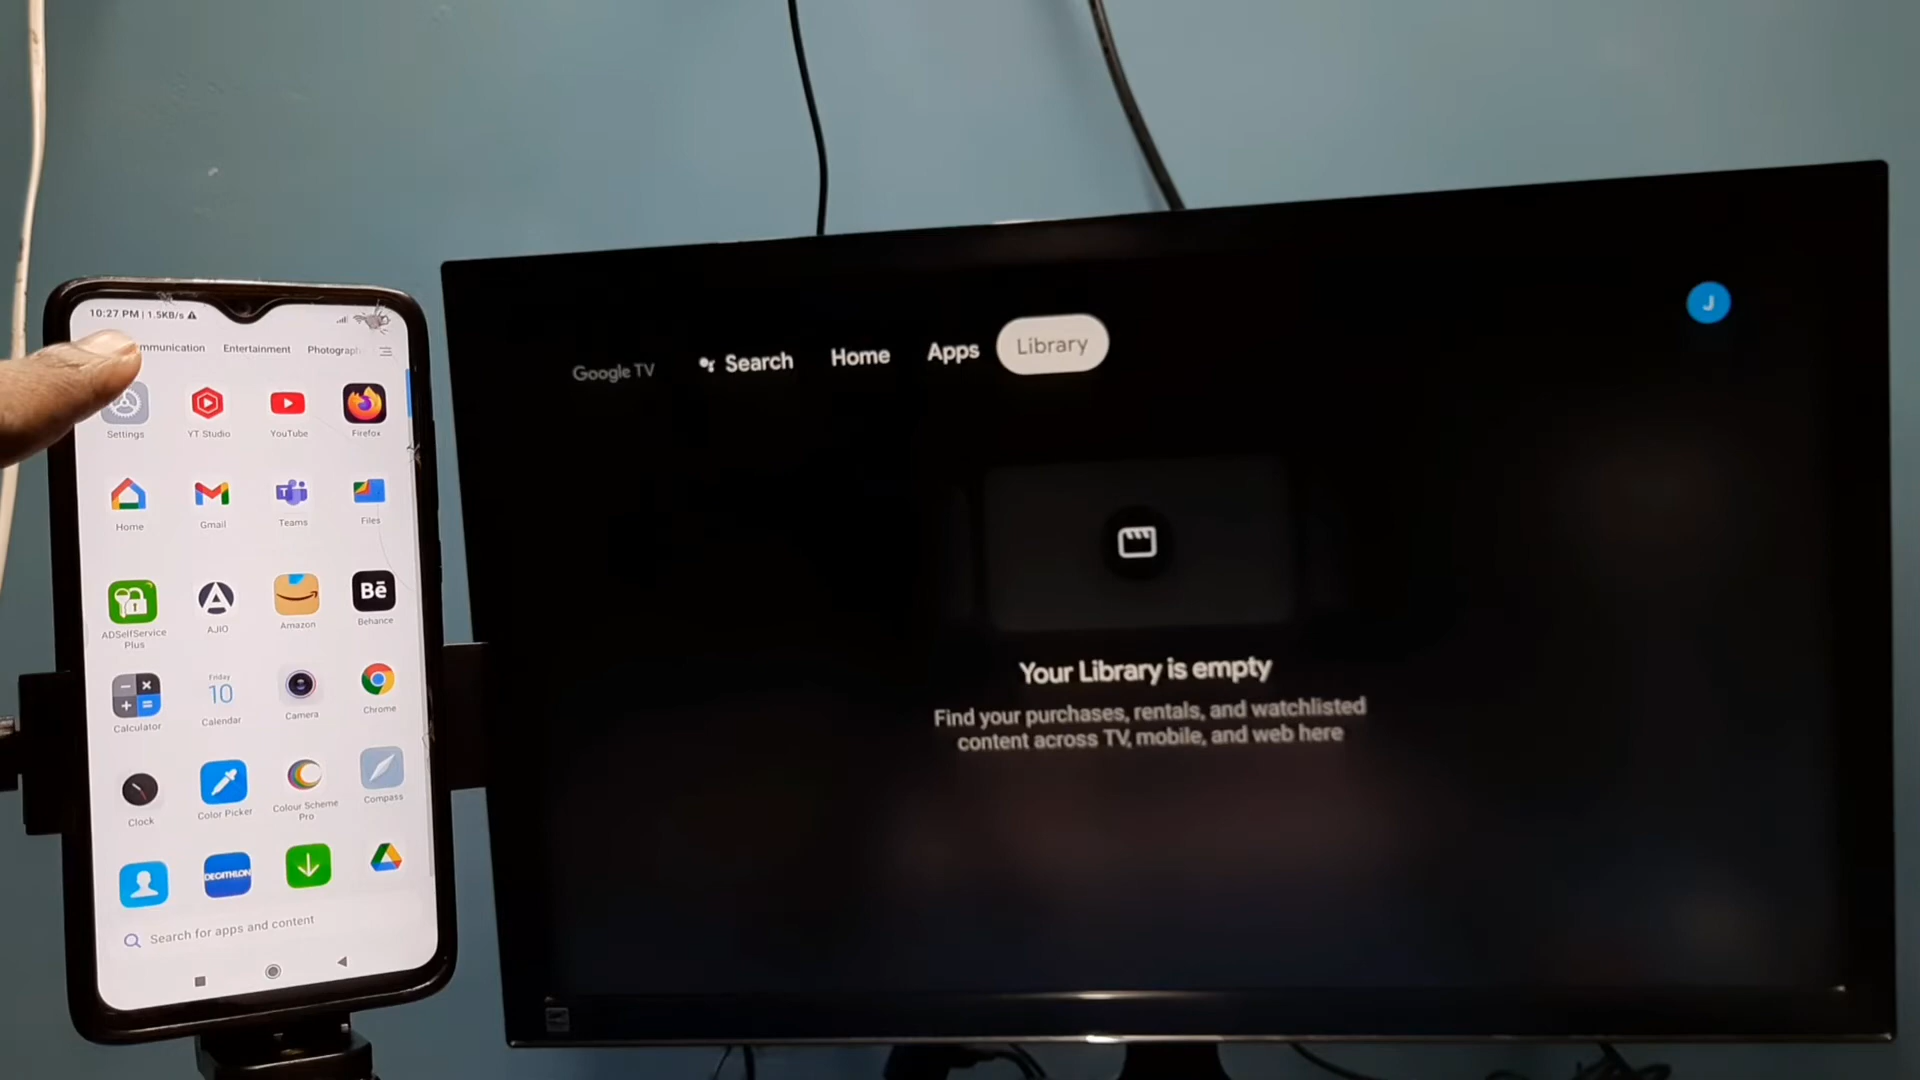 10:27 PM | 1.5KB/s
mmunication Entertainment Photograph
Settings YT Studio YouTube Firefox
Home Gmail Teams Files
ADSelfService Plus AJIO Amazon Bē Behance
Calculator Friday 10 Calendar Camera Chrome
Clock Color Picker Colour Scheme Pro Compass
DECATHLON
Search for apps and content
Google TV Search Home Apps Library
J
Your Library is empty
Find your purchases, rentals, and watchlisted
content across TV, mobile, and web here